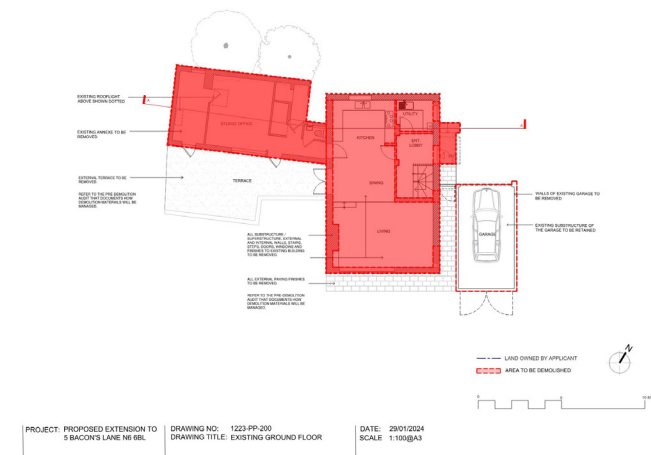 EXISTING ROOFLIGHT
ABOVE SHOWN DOTTED
EXISTING ANNEXE TO BE
REMOVED
EXTERNAL TERRACE TO BE
REMOVED.
REFER TO THE PRE DEMOLITION
AUDIT THAT DOCUMENTS HOW
DEMOLITION MATERIALS WILL BE
MANAGED.
STUDIO OFFICE
TERRACE
KITCHEN
UTILITY
EXT.
LOBBY
DINING
LIVING
GARAGE
ALL SUBSTRUCTURE /
SUPERSTRUCTURE, EXTERNAL
AND INTERNAL WALLS, STAIRS,
STEPS, DOORS, WINDOWS AND
FINISHES TO EXISTING BUILDING
TO BE REMOVED.
ALL EXTERNAL PAVING FINISHES
TO BE REMOVED.
REFER TO THE PRE DEMOLITION
AUDIT THAT DOCUMENTS HOW
DEMOLITION MATERIALS WILL BE
MANAGED.
WALLS OF EXISTING GARAGE TO
BE REMOVED
EXISTING SUBSTRUCTURE OF
THE GARAGE TO BE RETAINED
N
LAND OWNED BY APPLICANT
AREA TO BE DEMOLISHED
10 M
PROJECT: PROPOSED EXTENSION TO
5 BACON'S LANE N6 6BL
DRAWING NO: 1223-PP-200
DRAWING TITLE: EXISTING GROUND FLOOR
DATE: 29/01/2024
SCALE 1:100@A3